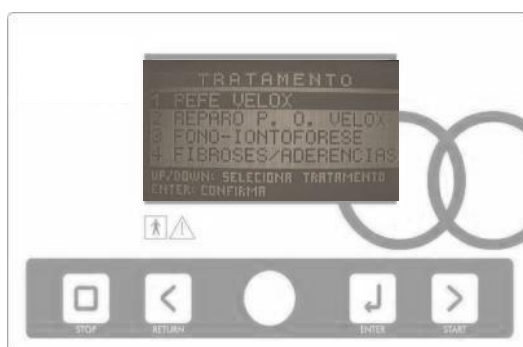 TRATAMENTO
1 REFE VELOX
2 REPARO P. O. VELOX
3 FONO-IONTOFORESE
4 FIBROSES/ADERENCIAS
UP/DOWN: SELECIONA TRATAMENTO
ENTER: CONFIRMA
STOP
RETURN
ENTER
START